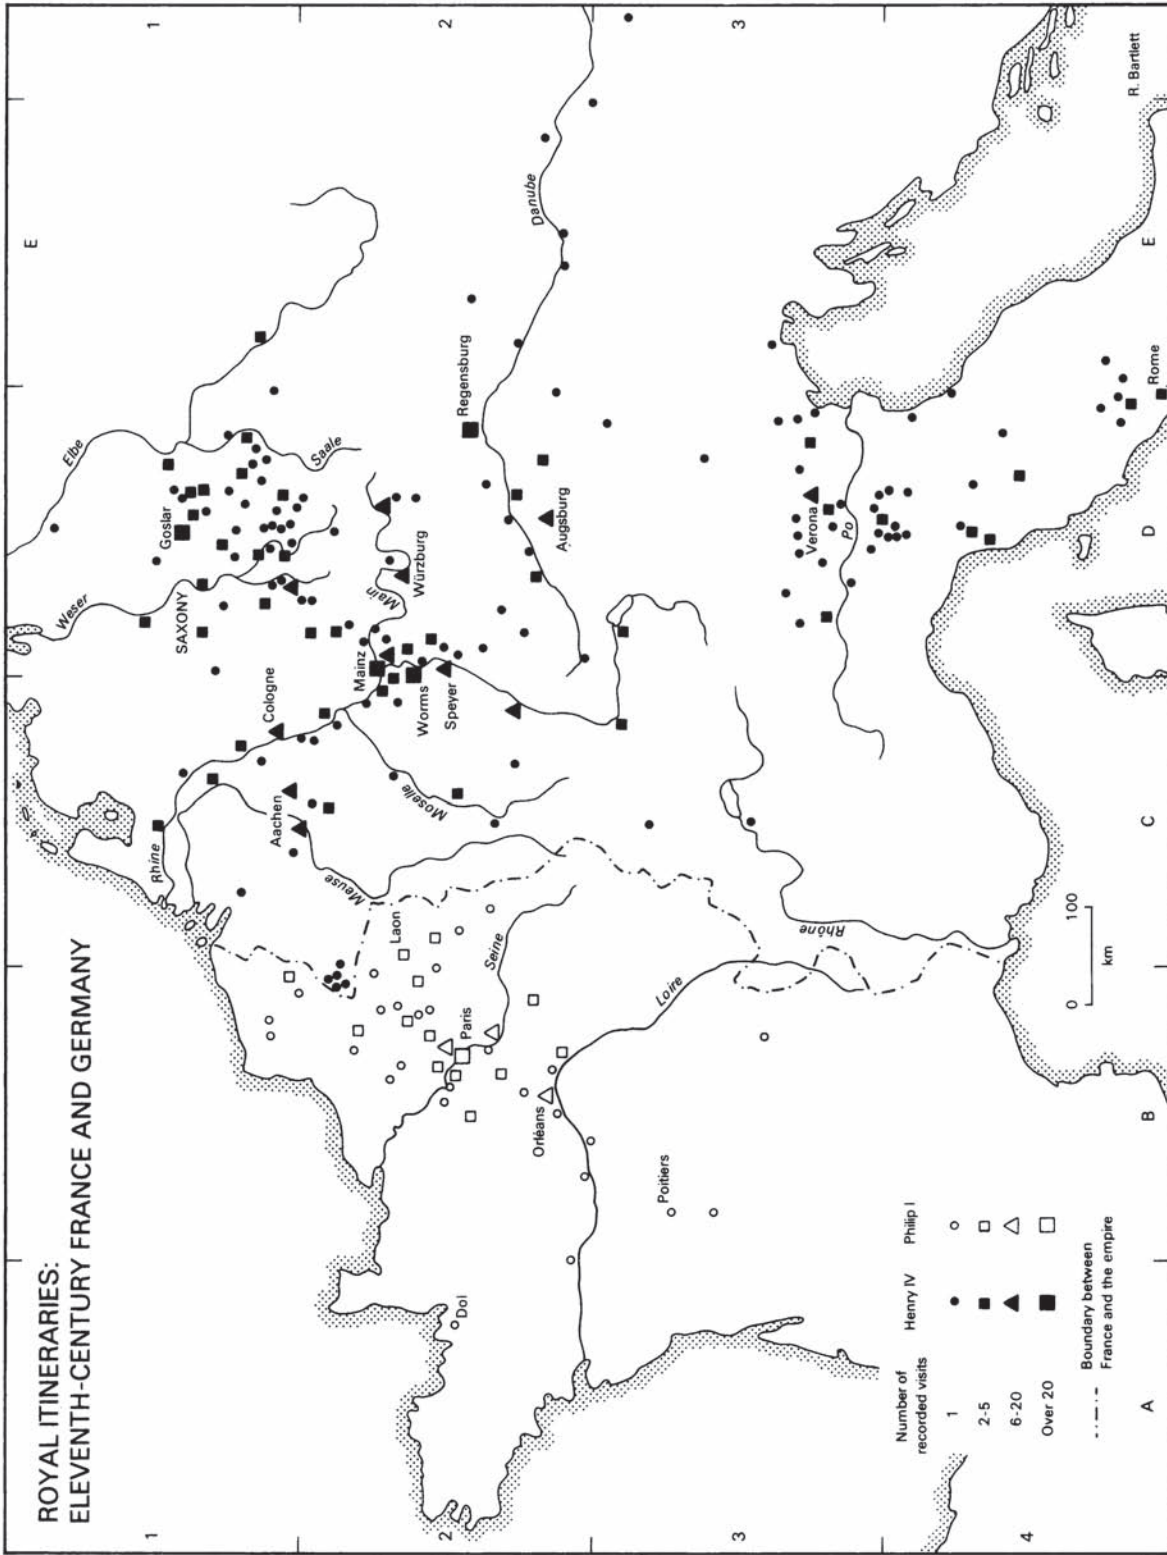 ROYAL ITINERARIES:
ELEVENTH-CENTURY FRANCE AND GERMANY
E
1
1
2
2
3
3
4
A
B
C
D
E
Elbe
Weser
Saale
Goslar
SAXONY
Rhine
Cologne
Aachen
Meuse
Moselle
Mainz
Main
Würzburg
Worms
Speyer
Regensburg
Danube
Augsburg
Laon
Seine
Paris
Orléans
Loire
Dol
Poitiers
Rhône
Verona
Po
Rome
Number of
recorded visits
Henry IV
Philip I
1
2-5
6-20
Over 20
Boundary between
France and the empire
0
100
km
R. Bartlett